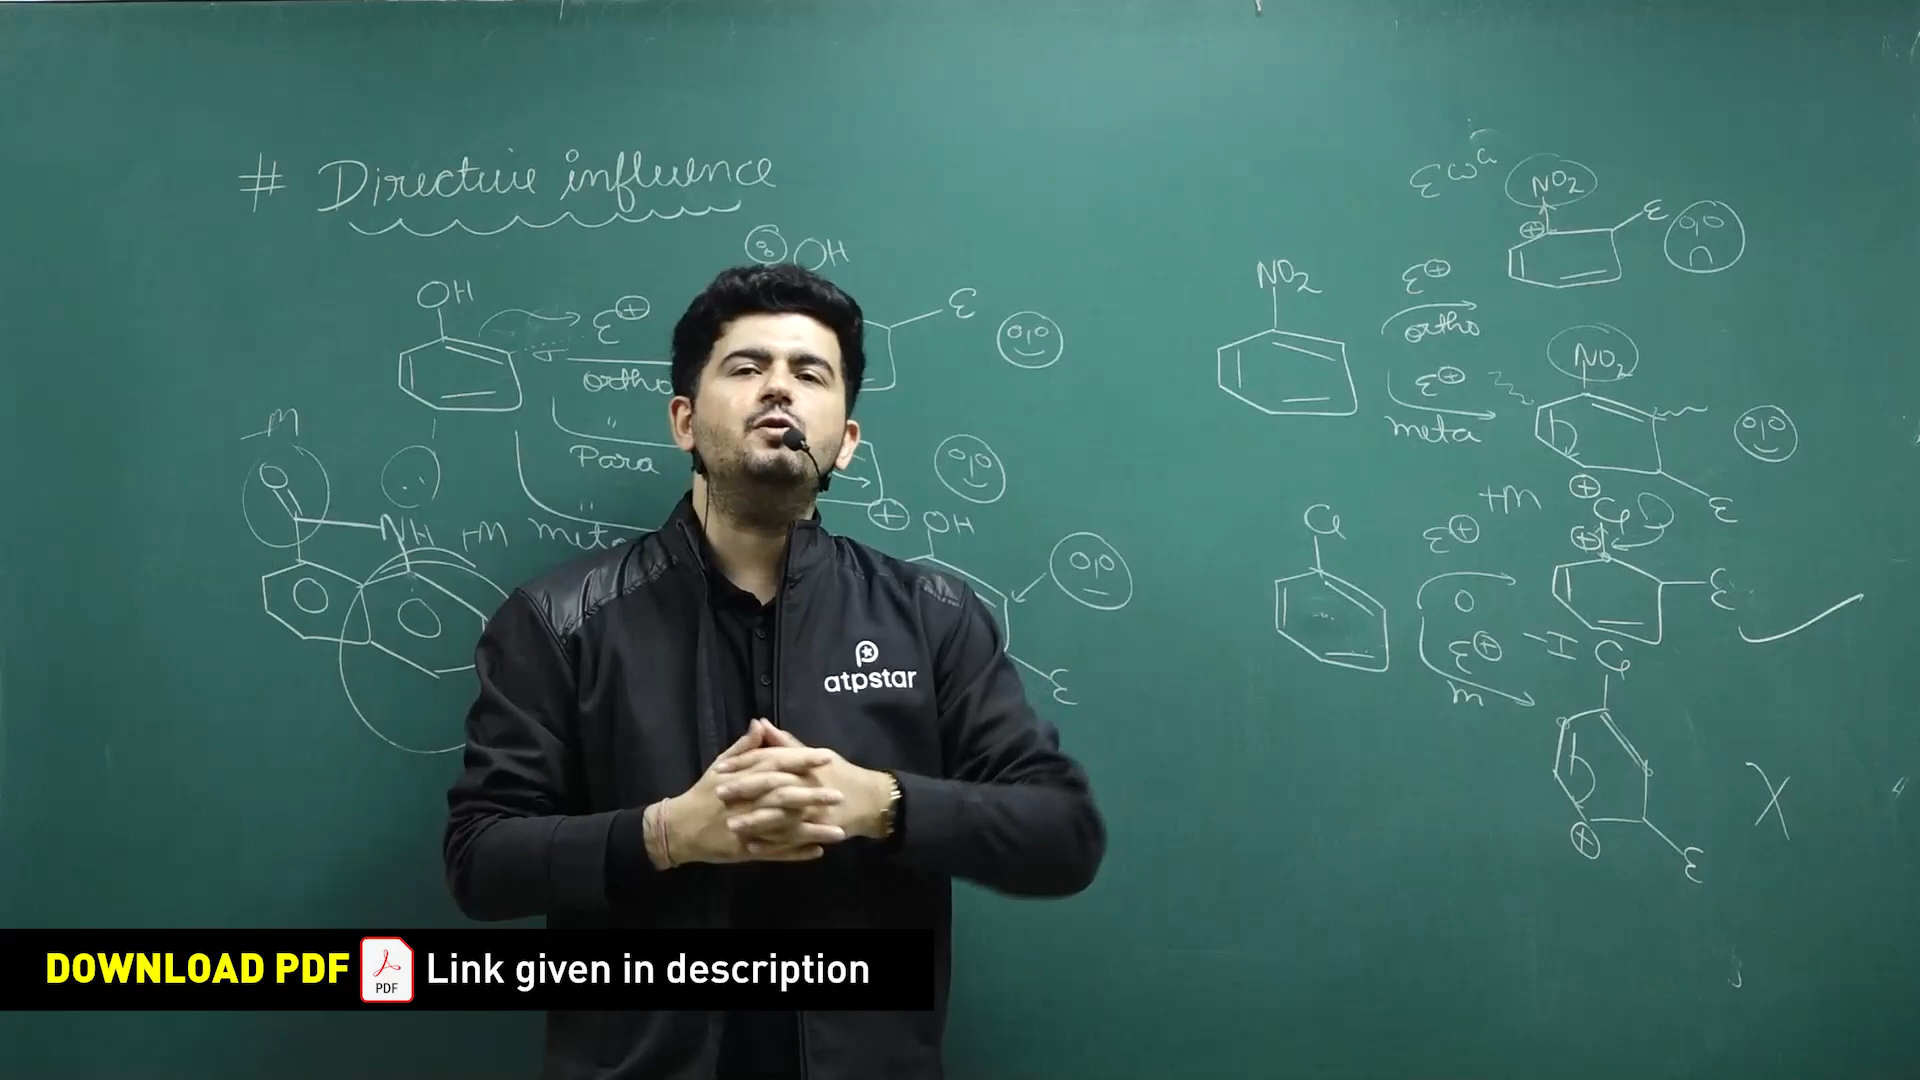 # Directive influence
OH
E⊕
ortho
OH
E
Para
⊕
meta
OH
E
-M
O
NH +M
NO2
E⊕
ortho
E⊕
meta
EWG
NO2
⊕
E
NO2
⊕
E
Cl
E⊕
O
E⊕
m
+M
Cl
⊕
E
-I
Cl
⊕
E
X
atpstar
DOWNLOAD PDF
PDF
Link given in description